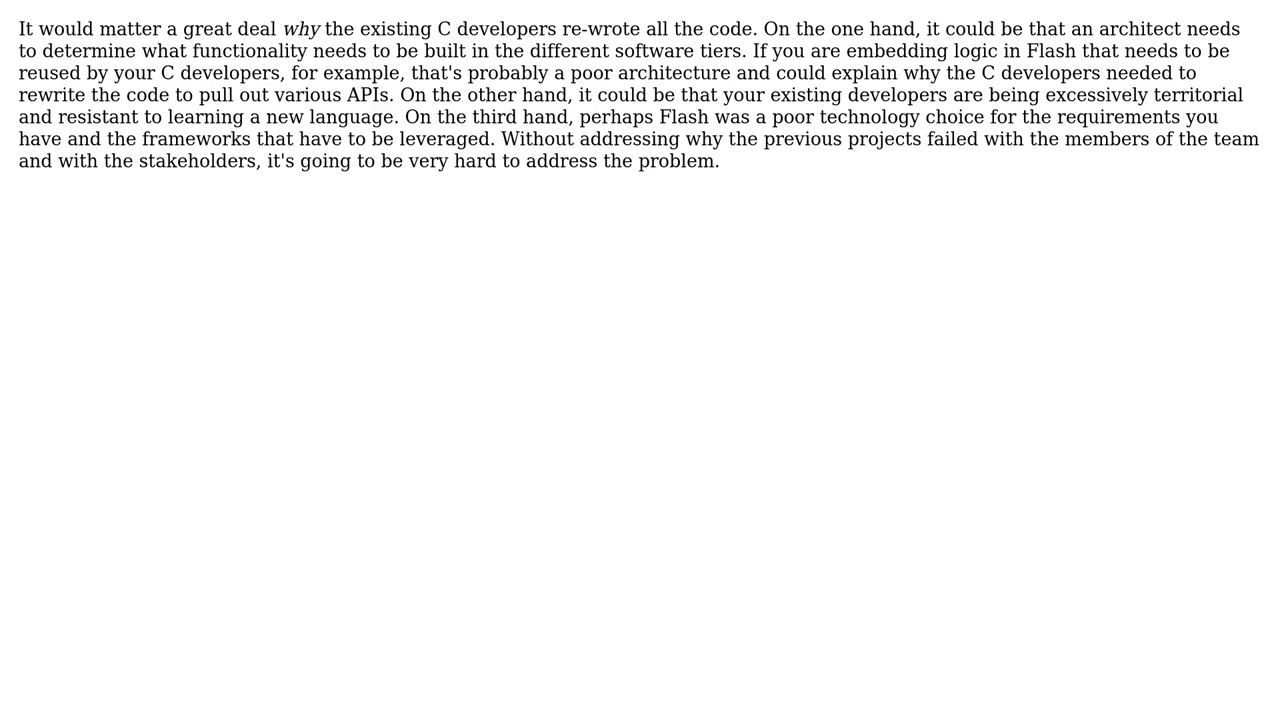 It would matter a great deal why the existing C developers re-wrote all the code. On the one hand, it could be that an architect needs
to determine what functionality needs to be built in the different software tiers. If you are embedding logic in Flash that needs to be
reused by your C developers, for example, that's probably a poor architecture and could explain why the C developers needed to
rewrite the code to pull out various APIs. On the other hand, it could be that your existing developers are being excessively territorial
and resistant to learning a new language. On the third hand, perhaps Flash was a poor technology choice for the requirements you
have and the frameworks that have to be leveraged. Without addressing why the previous projects failed with the members of the team
and with the stakeholders, it's going to be very hard to address the problem.